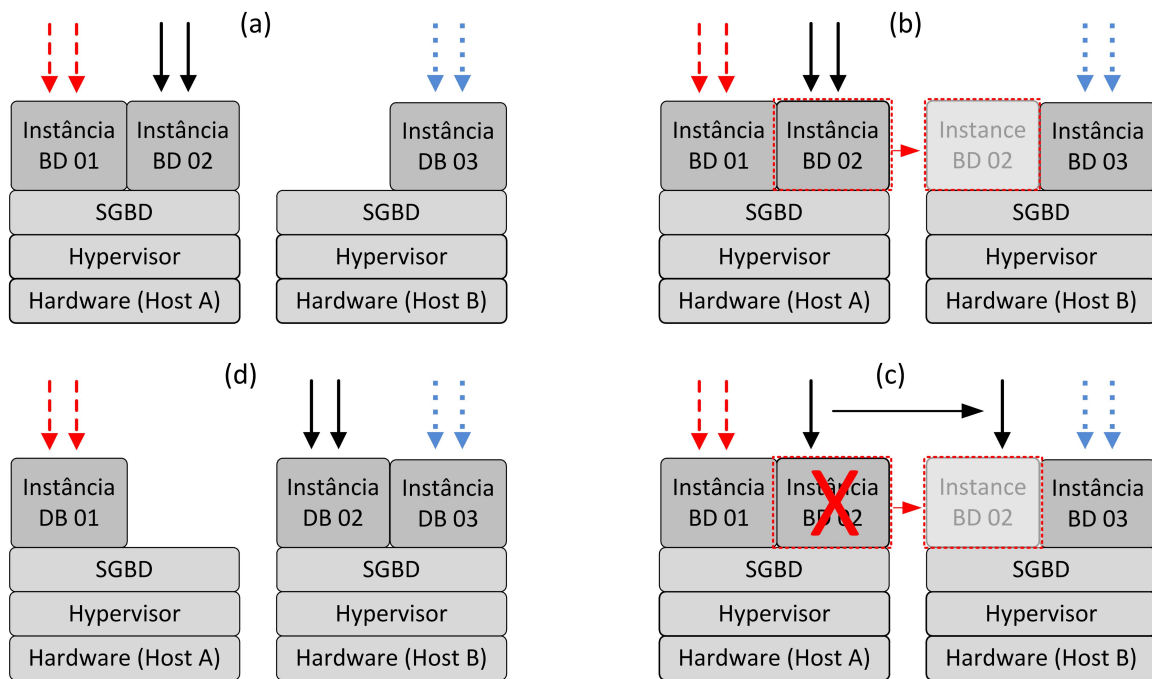 (a)
Instância
BD 01
Instância
BD 02
SGBD
Hypervisor
Hardware (Host A)
Instância
DB 03
SGBD
Hypervisor
Hardware (Host B)
(b)
Instância
BD 01
Instância
BD 02
SGBD
Hypervisor
Hardware (Host A)
Instance
BD 02
Instância
BD 03
SGBD
Hypervisor
Hardware (Host B)
(d)
Instância
DB 01
SGBD
Hypervisor
Hardware (Host A)
Instância
DB 02
Instância
DB 03
SGBD
Hypervisor
Hardware (Host B)
(c)
Instância
BD 01
Instância
BD 02
X
SGBD
Hypervisor
Hardware (Host A)
Instance
BD 02
Instância
BD 03
SGBD
Hypervisor
Hardware (Host B)